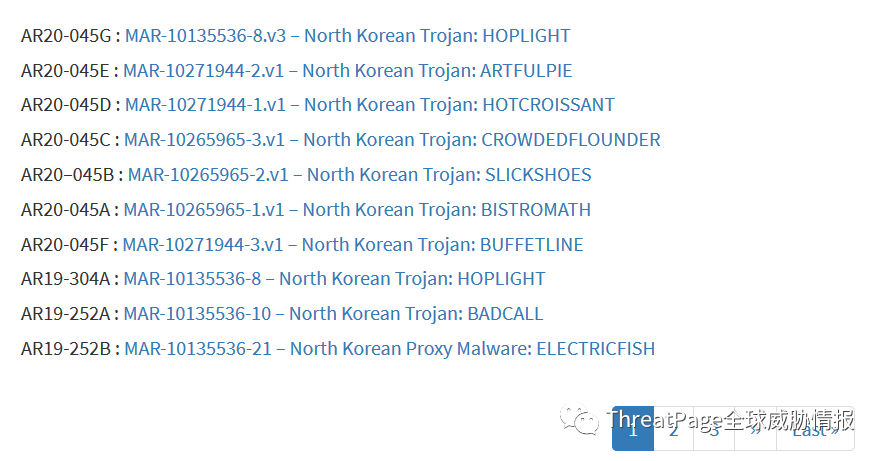 AR20-045G : MAR-10135536-8.v3 – North Korean Trojan: HOPLIGHT
AR20-045E : MAR-10271944-2.v1 – North Korean Trojan: ARTFULPIE
AR20-045D : MAR-10271944-1.v1 – North Korean Trojan: HOTCROISSANT
AR20-045C : MAR-10265965-3.v1 – North Korean Trojan: CROWDEDFLOUNDER
AR20–045B : MAR-10265965-2.v1 – North Korean Trojan: SLICKSHOES
AR20-045A : MAR-10265965-1.v1 – North Korean Trojan: BISTROMATH
AR20-045F : MAR-10271944-3.v1 – North Korean Trojan: BUFFETLINE
AR19-304A : MAR-10135536-8 – North Korean Trojan: HOPLIGHT
AR19-252A : MAR-10135536-10 – North Korean Trojan: BADCALL
AR19-252B : MAR-10135536-21 – North Korean Proxy Malware: ELECTRICFISH
ThreatPage全球威胁情报
1 2 3 » Last »